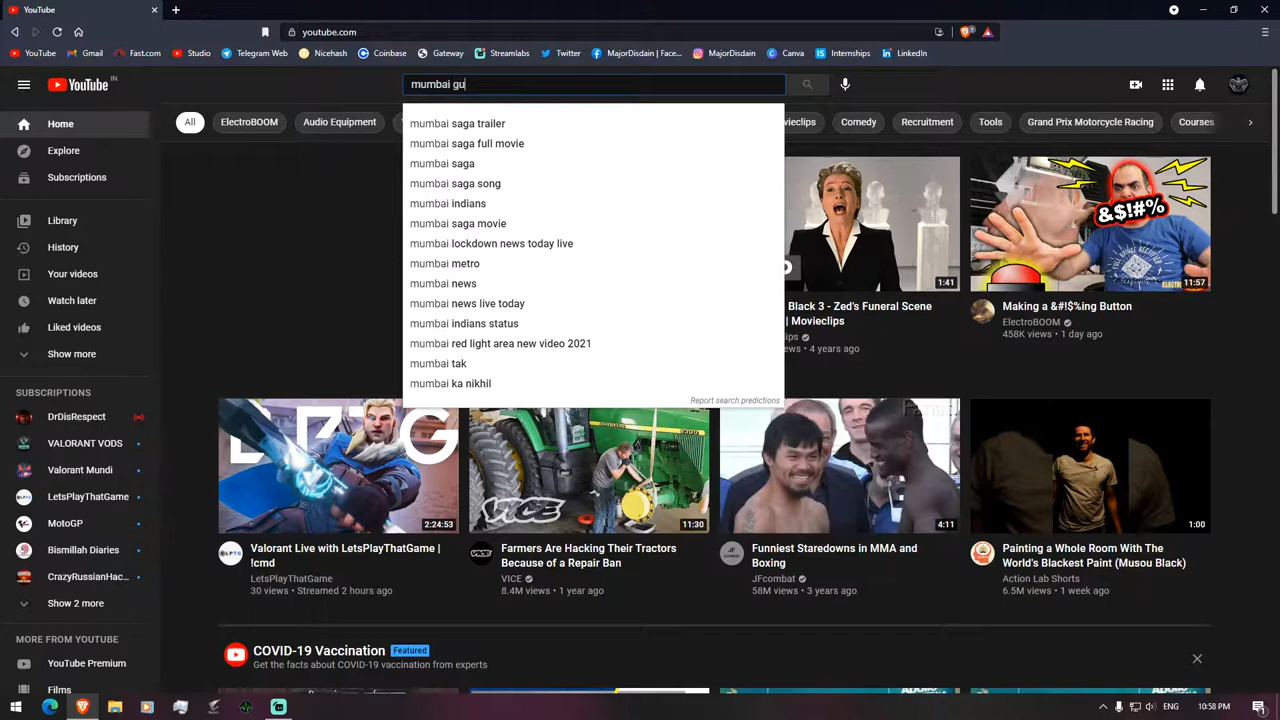 YouTube
youtube.com
YouTube
Gmail
Fast.com
Studio
Telegram Web
Nicehash
Coinbase
Gateway
Streamlabs
Twitter
MajorDisdain | Face...
MajorDisdain
Canva
Internships
LinkedIn
YouTube IN
mumbai gu
All
ElectroBOOM
Audio Equipment
Comedy
Recruitment
Tools
Grand Prix Motorcycle Racing
Courses
mumbai saga trailer
mumbai saga full movie
mumbai saga
mumbai saga song
mumbai indians
mumbai saga movie
mumbai lockdown news today live
mumbai metro
mumbai news
mumbai news live today
mumbai indians status
mumbai red light area new video 2021
mumbai tak
mumbai ka nikhil
Report search predictions
Home
Explore
Subscriptions
Library
History
Your videos
Watch later
Liked videos
Show more
SUBSCRIPTIONS
DrDisRespect
VALORANT VODS
Valorant Mundi
LetsPlayThatGame
MotoGP
Bismillah Diaries
CrazyRussianHac...
Show 2 more
MORE FROM YOUTUBE
YouTube Premium
Films
1:41
Black 3 - Zed's Funeral Scene
| Movieclips
4 years ago
&$!#%
11:57
Making a &#!$%ing Button
ElectroBOOM
458K views • 1 day ago
2:24:53
Valorant Live with LetsPlayThatGame |
!cmd
LetsPlayThatGame
30 views • Streamed 2 hours ago
VICE
11:30
Farmers Are Hacking Their Tractors
Because of a Repair Ban
VICE
8.4M views • 1 year ago
4:11
Funniest Staredowns in MMA and
Boxing
JFcombat
58M views • 3 years ago
1:00
Painting a Whole Room With The
World's Blackest Paint (Musou Black)
Action Lab Shorts
6.5M views • 1 week ago
COVID-19 Vaccination Featured
Get the facts about COVID-19 vaccination from experts
ENG
10:58 PM